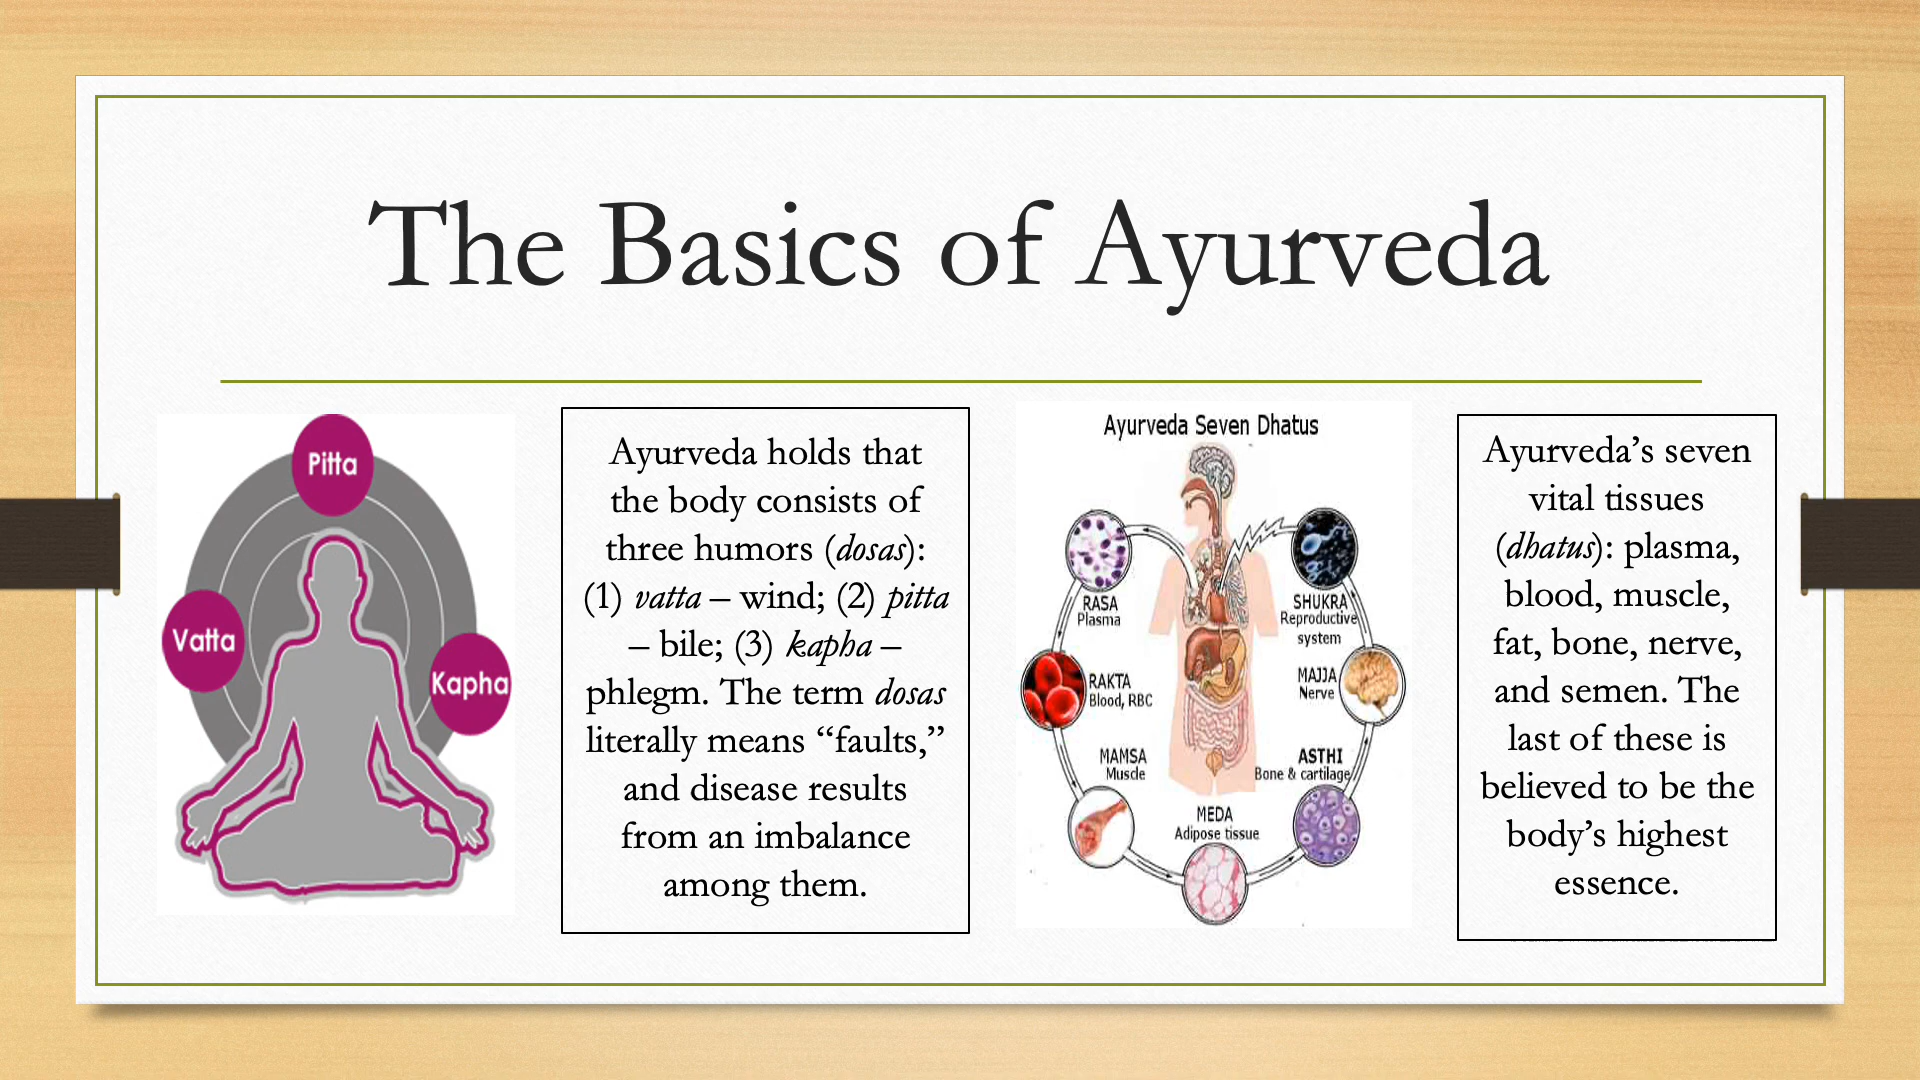 The Basics of Ayurveda
Pitta
Vatta
Kapha
Ayurveda holds that
the body consists of
three humors (dosas):
(1) vatta – wind; (2) pitta
– bile; (3) kapha –
phlegm. The term dosas
literally means “faults,”
and disease results
from an imbalance
among them.
Ayurveda Seven Dhatus
RASA
Plasma
RAKTA
Blood, RBC
MAMSA
Muscle
MEDA
Adipose tissue
ASTHI
Bone & cartilage
MAJJA
Nerve
SHUKRA
Reproductive
system
Ayurveda’s seven
vital tissues
(dhatus): plasma,
blood, muscle,
fat, bone, nerve,
and semen. The
last of these is
believed to be the
body’s highest
essence.